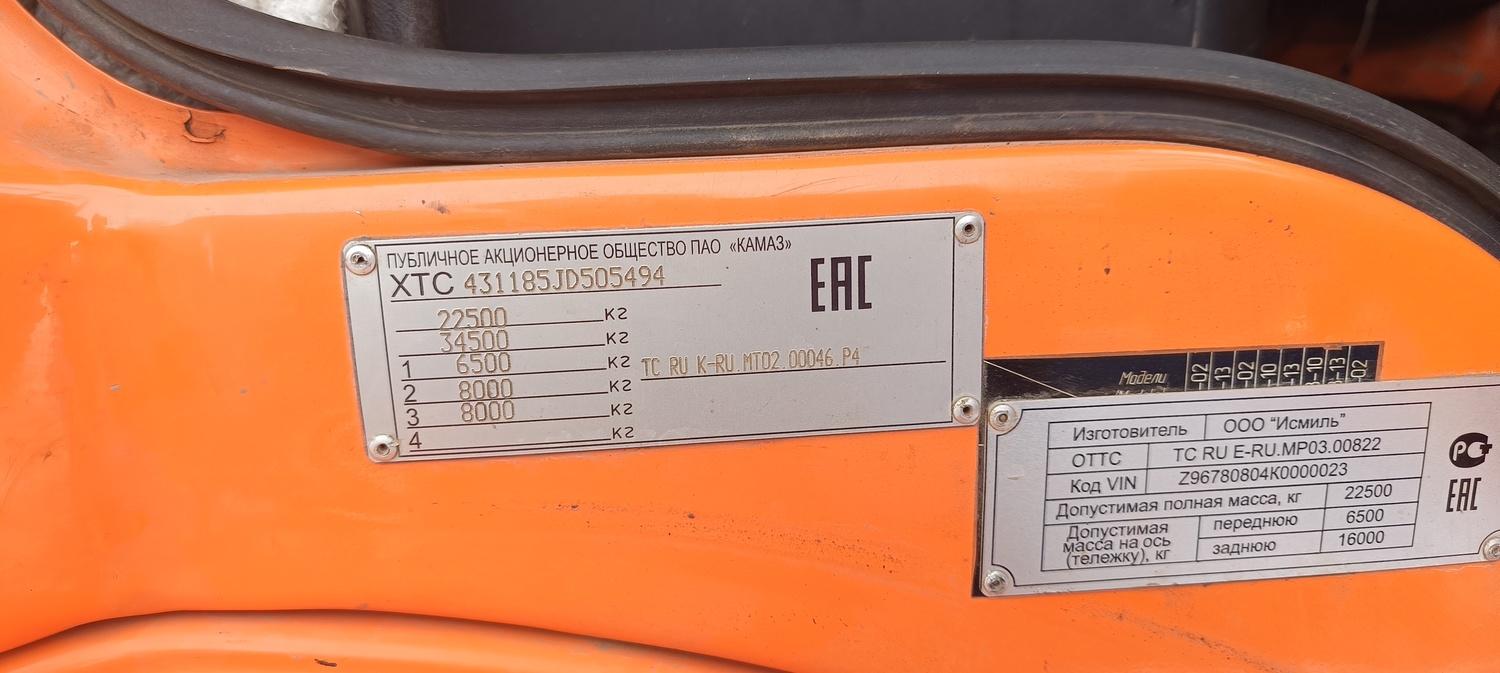 ПУБЛИЧНОЕ АКЦИОНЕРНОЕ ОБЩЕСТВО ПАО «КАМАЗ»
ХТС 431185JD505494
EAC
22500 кг
34500 кг
1 6500 кг
TC RU K-RU.MT02.00046.P4
2 8000 кг
3 8000 кг
4 кг
Модели
-02
-13
-02
-10
-13
-10
-13
-02
Изготовитель ООО "Исмиль"
ОТТС TC RU E-RU.MP03.00822
Код VIN Z96780804K0000023
Допустимая полная масса, кг 22500
Допустимая масса на ось (тележку), кг
переднюю 6500
заднюю 16000
РСТ
EAC